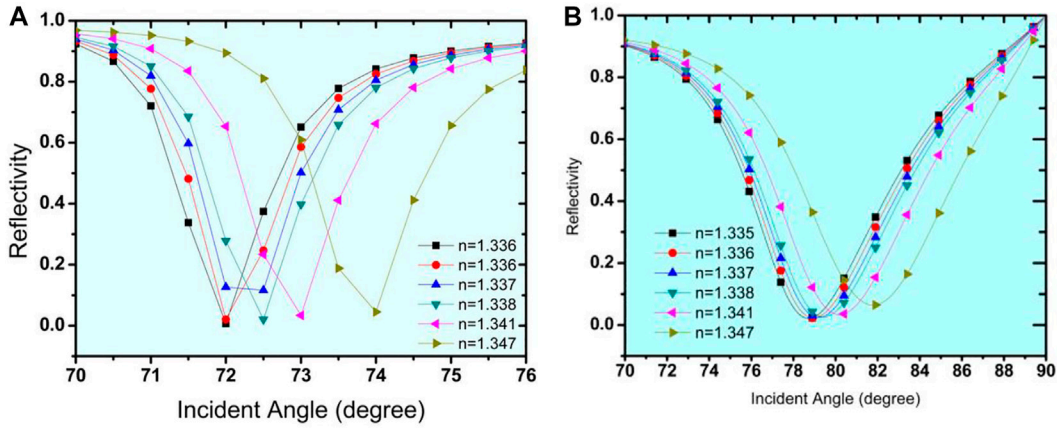 A
Reflectivity
1.0
0.8
0.6
0.4
0.2
0.0
n=1.336
n=1.336
n=1.337
n=1.338
n=1.341
n=1.347
70 71 72 73 74 75 76
Incident Angle (degree)
B
Reflectivity
1.0
0.8
0.6
0.4
0.2
0.0
n=1.335
n=1.336
n=1.337
n=1.338
n=1.341
n=1.347
70 72 74 76 78 80 82 84 86 88 90
Incident Angle (degree)